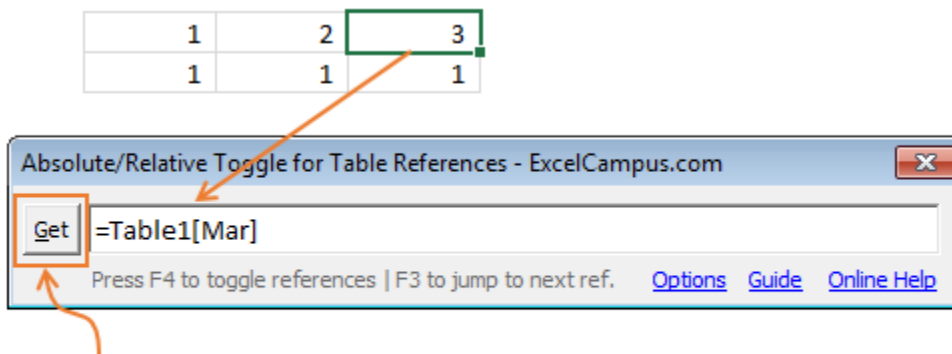 1 2 3
1 1 1
Absolute/Relative Toggle for Table References - ExcelCampus.com
Get =Table1[Mar]
Press F4 to toggle references | F3 to jump to next ref. Options Guide Online Help